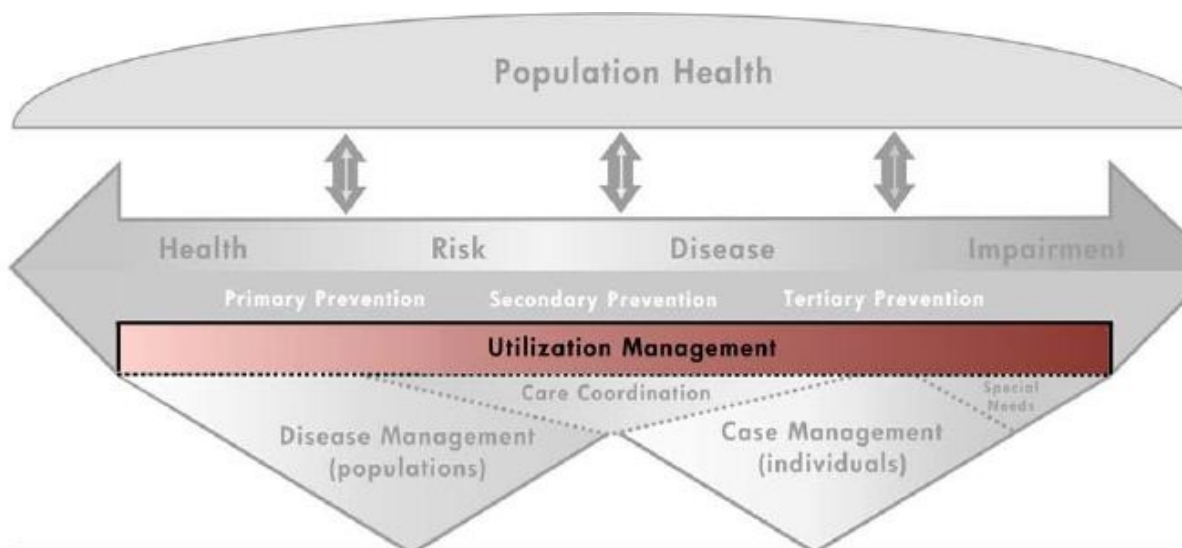 Population Health
Health Risk Disease Impairment
Primary Prevention Secondary Prevention Tertiary Prevention
Utilization Management
Care Coordination
Special
Needs
Disease Management
(populations)
Case Management
(individuals)